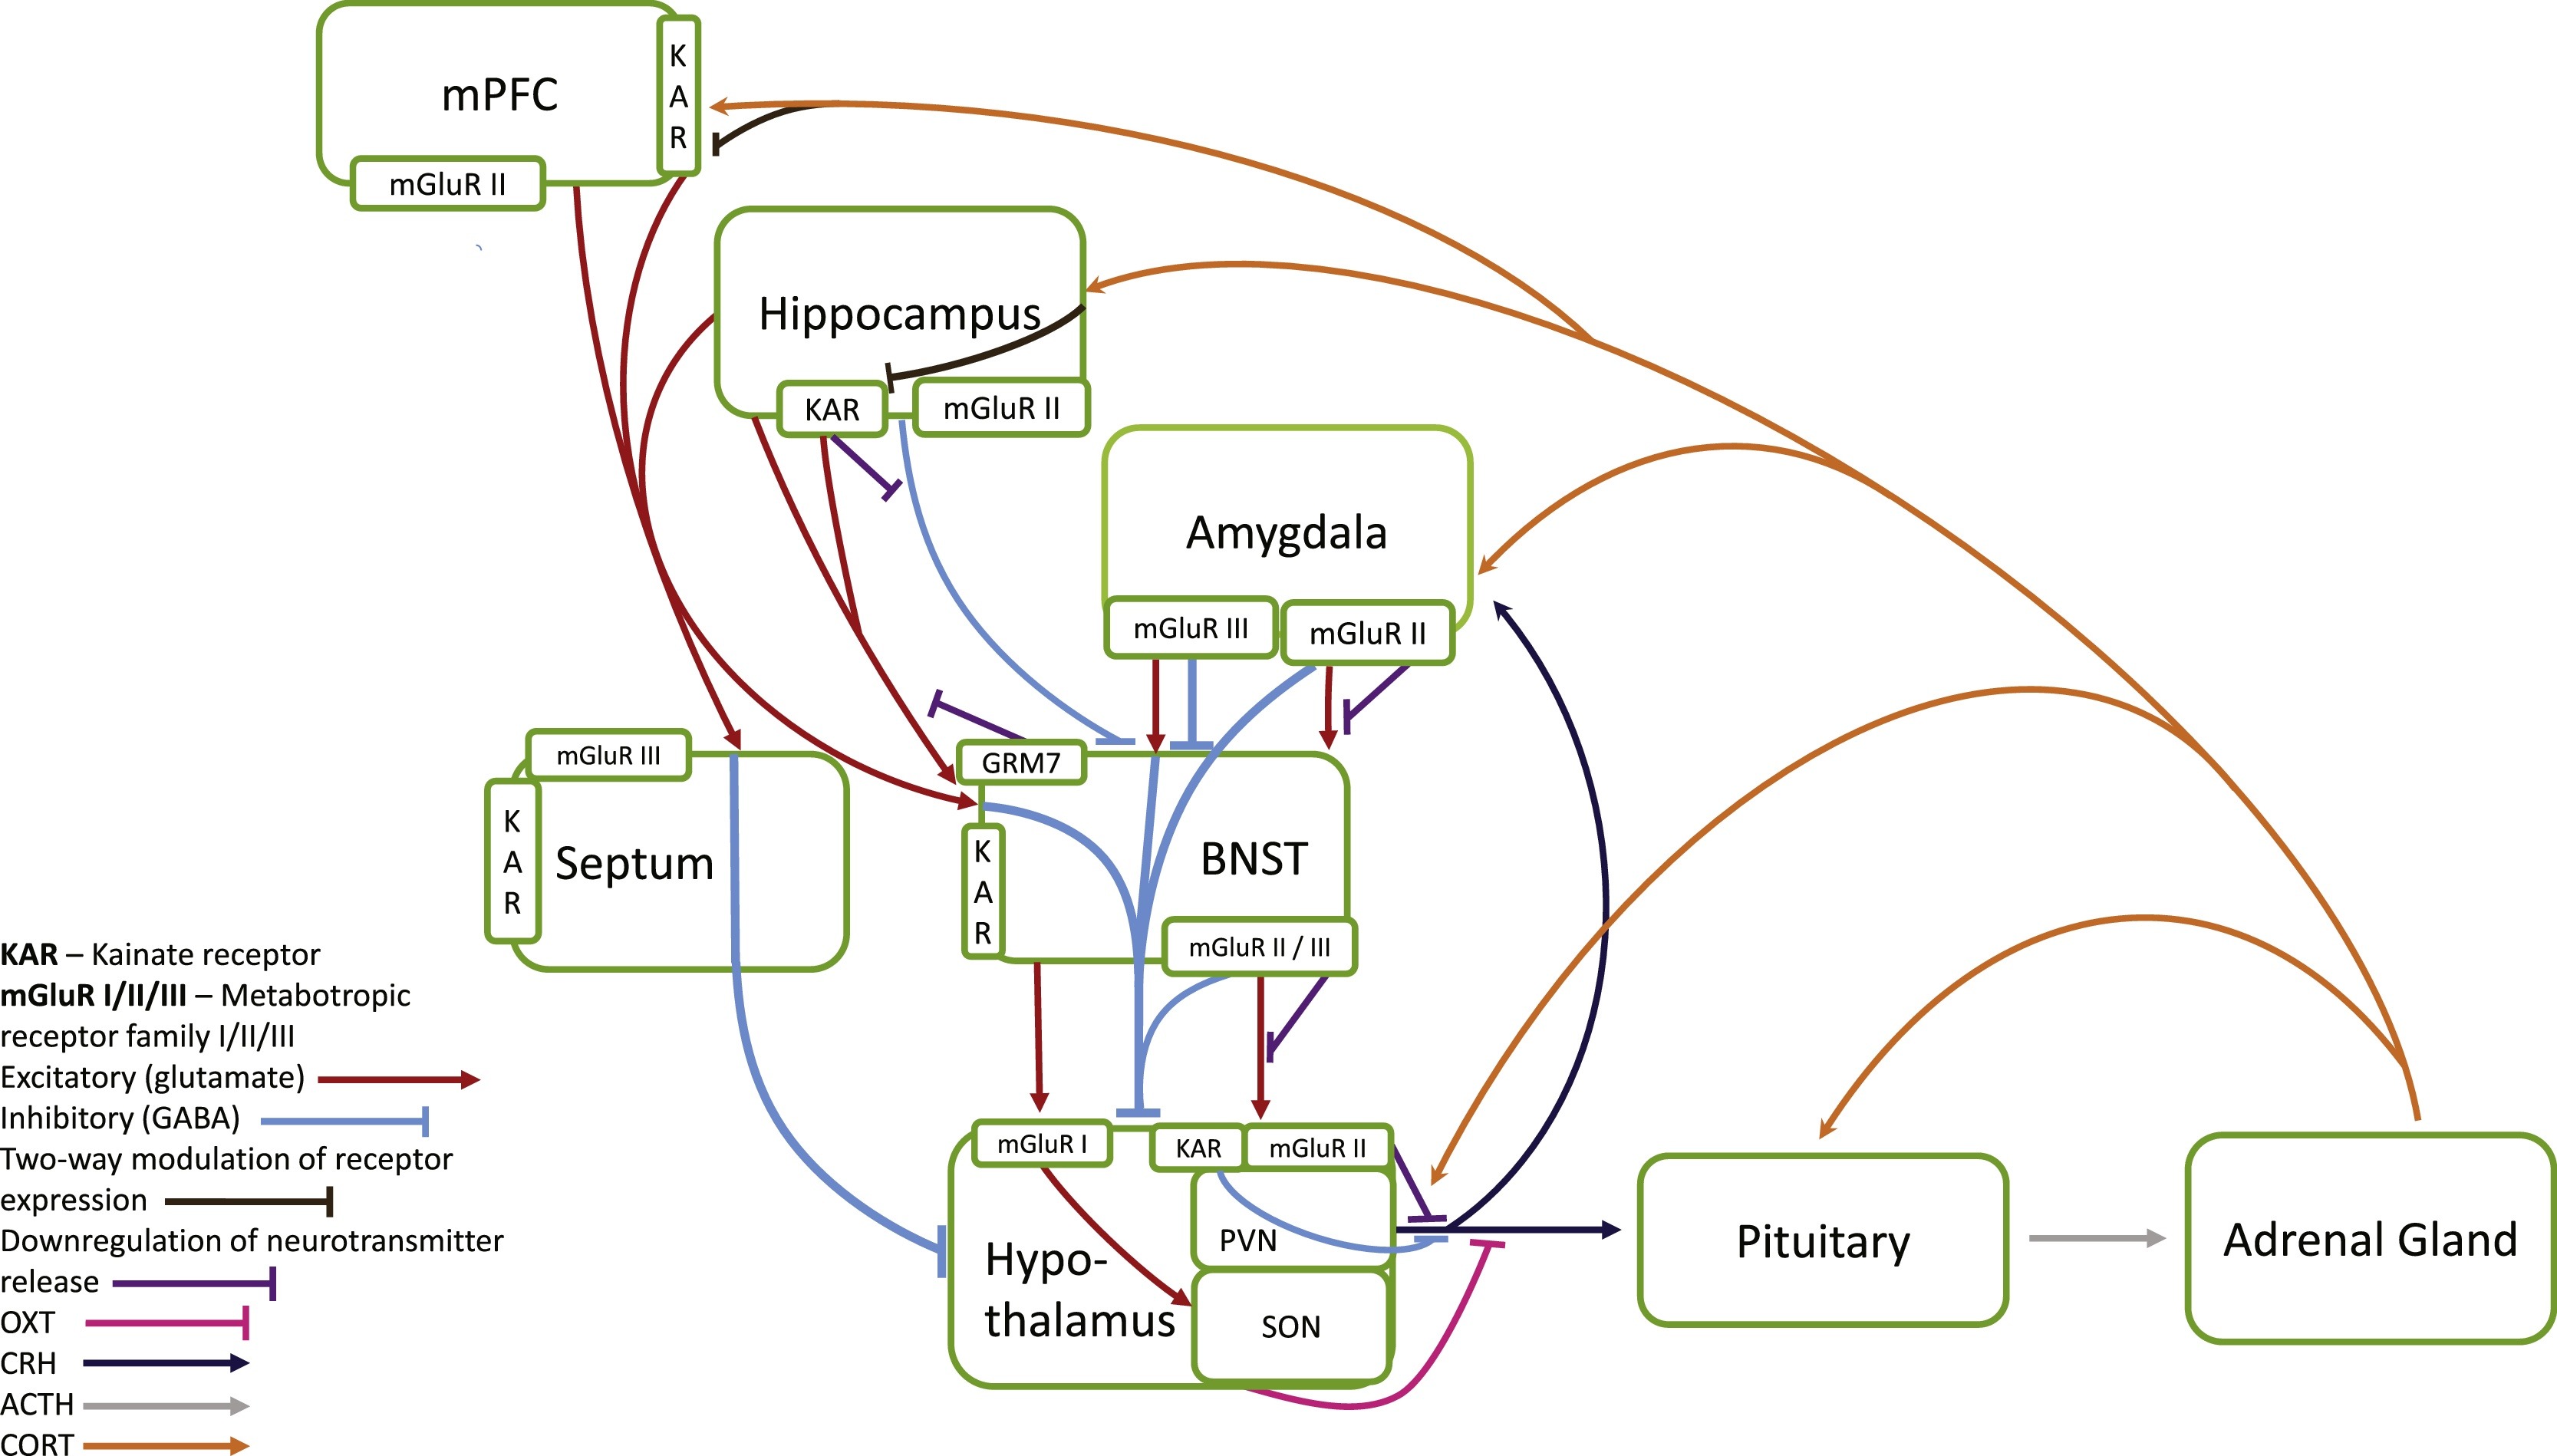 mPFC
K
A
R
mGluR II
Hippocampus
KAR
mGluR II
Amygdala
mGluR III
mGluR II
mGluR III
K
A
R
Septum
GRM7
K
A
R
BNST
mGluR II / III
mGluR I
KAR
mGluR II
Hypo-
thalamus
PVN
SON
Pituitary
Adrenal Gland
KAR – Kainate receptor
mGluR I/II/III – Metabotropic
receptor family I/II/III
Excitatory (glutamate)
Inhibitory (GABA)
Two-way modulation of receptor
expression
Downregulation of neurotransmitter
release
OXT
CRH
ACTH
CORT